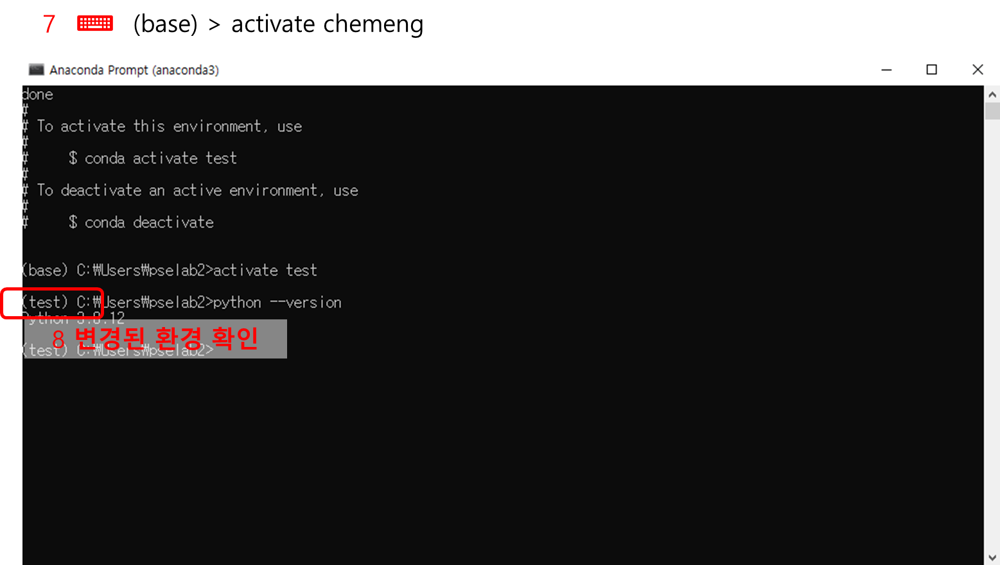 7 (base) > activate chemeng
Anaconda Prompt (anaconda3)
done
#
# To activate this environment, use
#
#     $ conda activate test
#
# To deactivate an active environment, use
#
#     $ conda deactivate
(base) C:₩Users₩pselab2>activate test
(test) C:₩Users₩pselab2>python --version
Python 3.8.12
8 변경된 환경 확인
(test) C:₩Users₩pselab2>